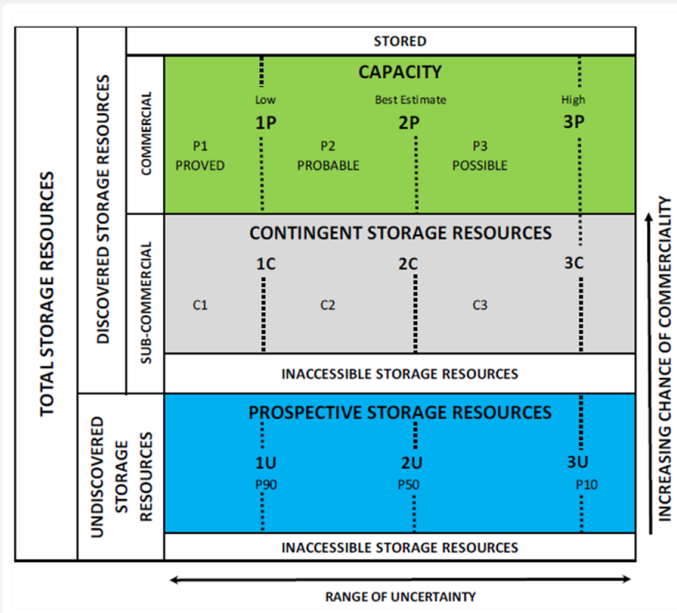 TOTAL STORAGE RESOURCES
DISCOVERED STORAGE RESOURCES
UNDISCOVERED
STORAGE
RESOURCES
COMMERCIAL
SUB-COMMERCIAL
STORED
CAPACITY
Low
Best Estimate
High
1P
2P
3P
P1
PROVED
P2
PROBABLE
P3
POSSIBLE
CONTINGENT STORAGE RESOURCES
1C
2C
3C
C1
C2
C3
INACCESSIBLE STORAGE RESOURCES
PROSPECTIVE STORAGE RESOURCES
1U
2U
3U
P90
P50
P10
INACCESSIBLE STORAGE RESOURCES
RANGE OF UNCERTAINTY
INCREASING CHANCE OF COMMERCIALITY